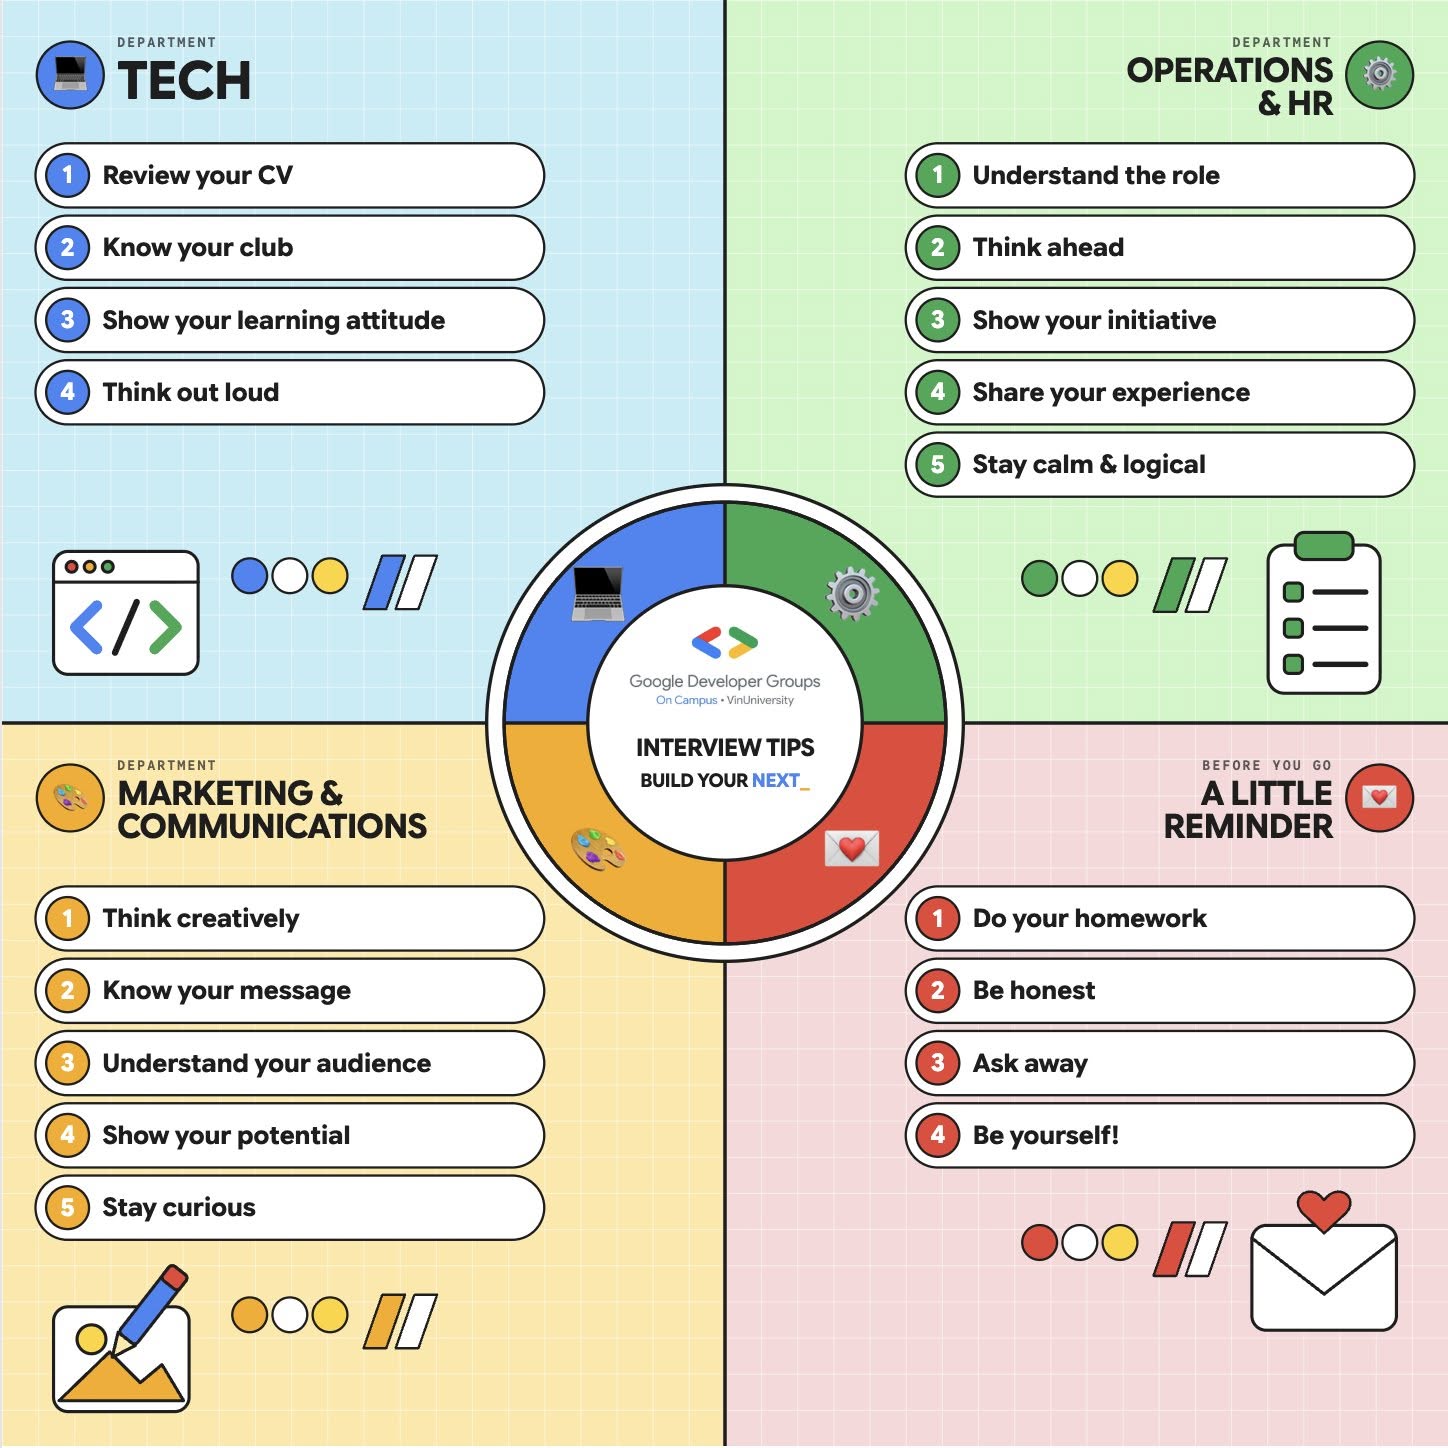 DEPARTMENT
TECH
1 Review your CV
2 Know your club
3 Show your learning attitude
4 Think out loud
DEPARTMENT
OPERATIONS
& HR
1 Understand the role
2 Think ahead
3 Show your initiative
4 Share your experience
5 Stay calm & logical
Google Developer Groups
On Campus • VinUniversity
INTERVIEW TIPS
BUILD YOUR NEXT_
DEPARTMENT
MARKETING &
COMMUNICATIONS
1 Think creatively
2 Know your message
3 Understand your audience
4 Show your potential
5 Stay curious
BEFORE YOU GO
A LITTLE
REMINDER
1 Do your homework
2 Be honest
3 Ask away
4 Be yourself!